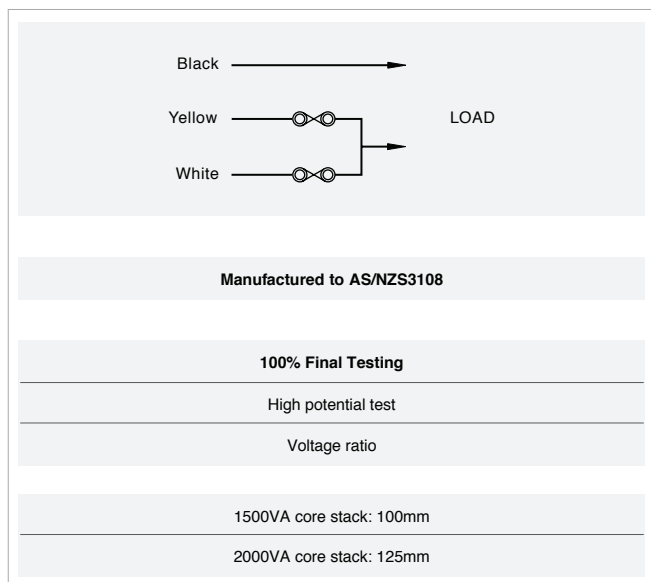 Black
Yellow LOAD
White
Manufactured to AS/NZS3108
100% Final Testing
High potential test
Voltage ratio
1500VA core stack: 100mm
2000VA core stack: 125mm